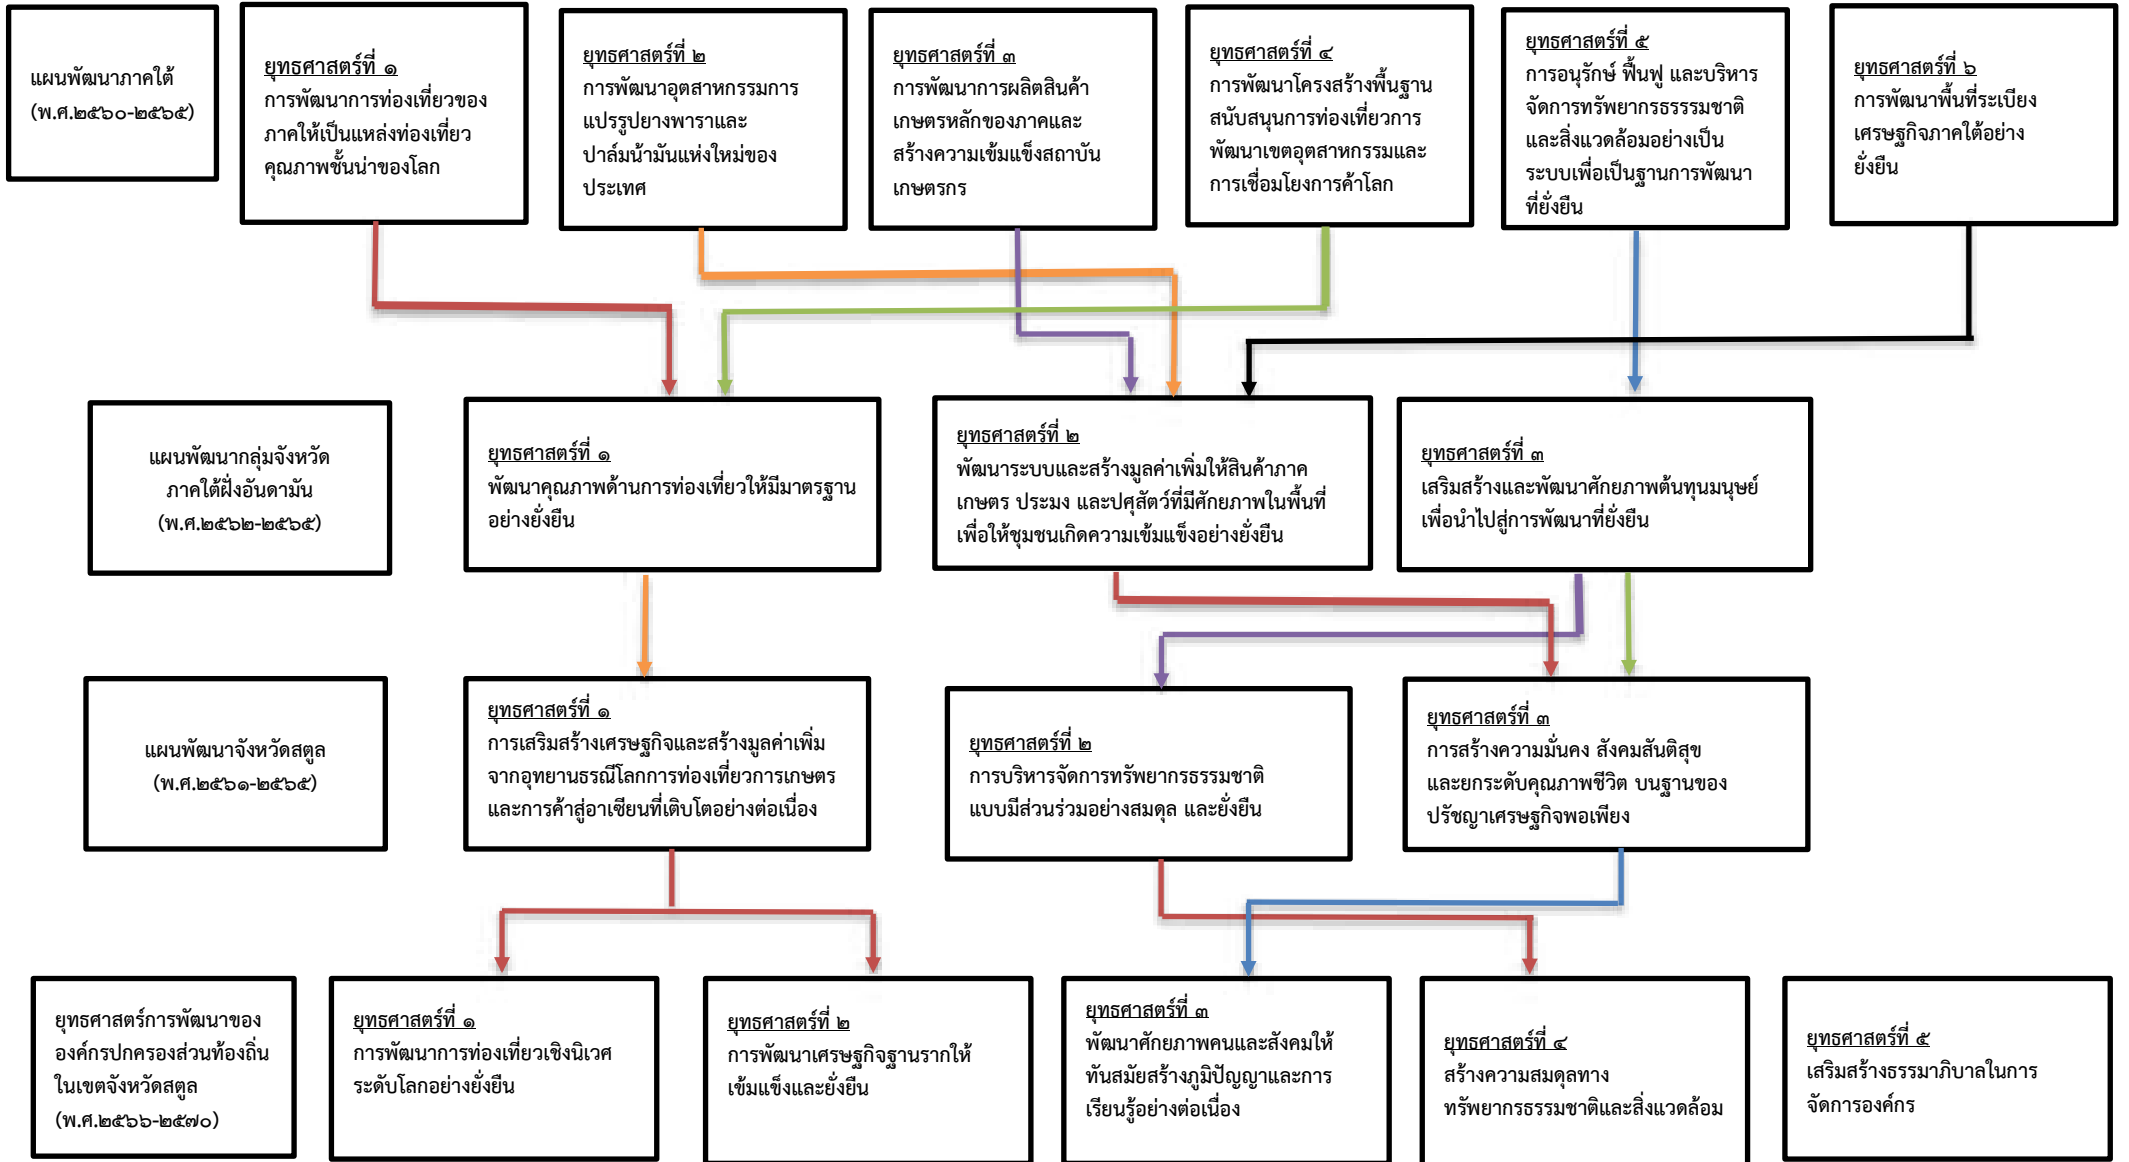 แผนพัฒนาภาคใต้
(พ.ศ.๒๕๖๐-๒๕๖๕)
ยุทธศาสตร์ที่ ๑
การพัฒนาการท่องเที่ยวของ
ภาคให้เป็นแหล่งท่องเที่ยว
คุณภาพชั้นน่าของโลก
ยุทธศาสตร์ที่ ๒
การพัฒนาอุตสาหกรรมการ
แปรรูปยางพาราและ
ปาล์มน้ามันแห่งใหม่ของ
ประเทศ
ยุทธศาสตร์ที่ ๓
การพัฒนาการผลิตสินค้า
เกษตรหลักของภาคและ
สร้างความเข้มแข็งสถาบัน
เกษตรกร
ยุทธศาสตร์ที่ ๔
การพัฒนาโครงสร้างพื้นฐาน
สนับสนุนการท่องเที่ยวการ
พัฒนาเขตอุตสาหกรรมและ
การเชื่อมโยงการค้าโลก
ยุทธศาสตร์ที่ ๕
การอนุรักษ์ ฟื้นฟู และบริหาร
จัดการทรัพยากรธรรรมชาติ
และสิ่งแวดล้อมอย่างเป็น
ระบบเพื่อเป็นฐานการพัฒนา
ที่ยั่งยืน
ยุทธศาสตร์ที่ ๖
การพัฒนาพื้นที่ระเบียง
เศรษฐกิจภาคใต้อย่าง
ยั่งยืน
แผนพัฒนากลุ่มจังหวัด
ภาคใต้ฝั่งอันดามัน
(พ.ศ.๒๕๖๒-๒๕๖๕)
ยุทธศาสตร์ที่ ๑
พัฒนาคุณภาพด้านการท่องเที่ยวให้มีมาตรฐาน
อย่างยั่งยืน
ยุทธศาสตร์ที่ ๒
พัฒนาระบบและสร้างมูลค่าเพิ่มให้สินค้าภาค
เกษตร ประมง และปศุสัตว์ที่มีศักยภาพในพื้นที่
เพื่อให้ชุมชนเกิดความเข้มแข็งอย่างยั่งยืน
ยุทธศาสตร์ที่ ๓
เสริมสร้างและพัฒนาศักยภาพต้นทุนมนุษย์
เพื่อนำไปสู่การพัฒนาที่ยั่งยืน
แผนพัฒนาจังหวัดสตูล
(พ.ศ.๒๕๖๑-๒๕๖๕)
ยุทธศาสตร์ที่ ๑
การเสริมสร้างเศรษฐกิจและสร้างมูลค่าเพิ่ม
จากอุทยานธรณีโลกการท่องเที่ยวการเกษตร
และการค้าสู่อาเซียนที่เติบโตอย่างต่อเนื่อง
ยุทธศาสตร์ที่ ๒
การบริหารจัดการทรัพยากรธรรมชาติ
แบบมีส่วนร่วมอย่างสมดุล และยั่งยืน
ยุทธศาสตร์ที่ ๓
การสร้างความมั่นคง สังคมสันติสุข
และยกระดับคุณภาพชีวิต บนฐานของ
ปรัชญาเศรษฐกิจพอเพียง
ยุทธศาสตร์การพัฒนาของ
องค์กรปกครองส่วนท้องถิ่น
ในเขตจังหวัดสตูล
(พ.ศ.๒๕๖๖-๒๕๗๐)
ยุทธศาสตร์ที่ ๑
การพัฒนาการท่องเที่ยวเชิงนิเวศ
ระดับโลกอย่างยั่งยืน
ยุทธศาสตร์ที่ ๒
การพัฒนาเศรษฐกิจฐานรากให้
เข้มแข็งและยั่งยืน
ยุทธศาสตร์ที่ ๓
พัฒนาศักยภาพคนและสังคมให้
ทันสมัยสร้างภูมิปัญญาและการ
เรียนรู้อย่างต่อเนื่อง
ยุทธศาสตร์ที่ ๔
สร้างความสมดุลทาง
ทรัพยากรธรรมชาติและสิ่งแวดล้อม
ยุทธศาสตร์ที่ ๕
เสริมสร้างธรรมาภิบาลในการ
จัดการองค์กร